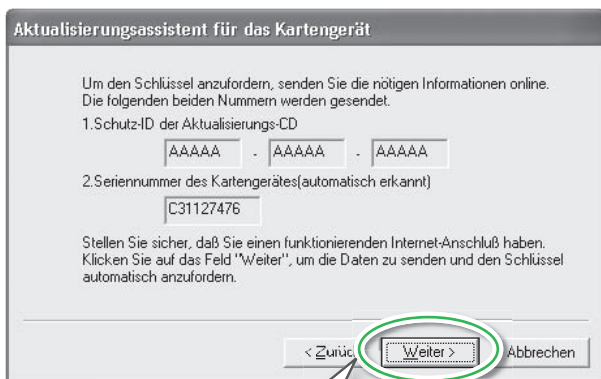 Aktualisierungsassistent für das Kartengerät
Um den Schlüssel anzufordern, senden Sie die nötigen Informationen online.
Die folgenden beiden Nummern werden gesendet.
1.Schutz-ID der Aktualisierungs-CD
AAAAA - AAAAA - AAAAA
2.Seriennummer des Kartengerätes(automatisch erkannt)
C31127476
Stellen Sie sicher, daß Sie einen funktionierenden Internet-Anschluß haben.
Klicken Sie auf das Feld "Weiter", um die Daten zu senden und den Schlüssel
automatisch anzufordern.
< Zurück Weiter > Abbrechen